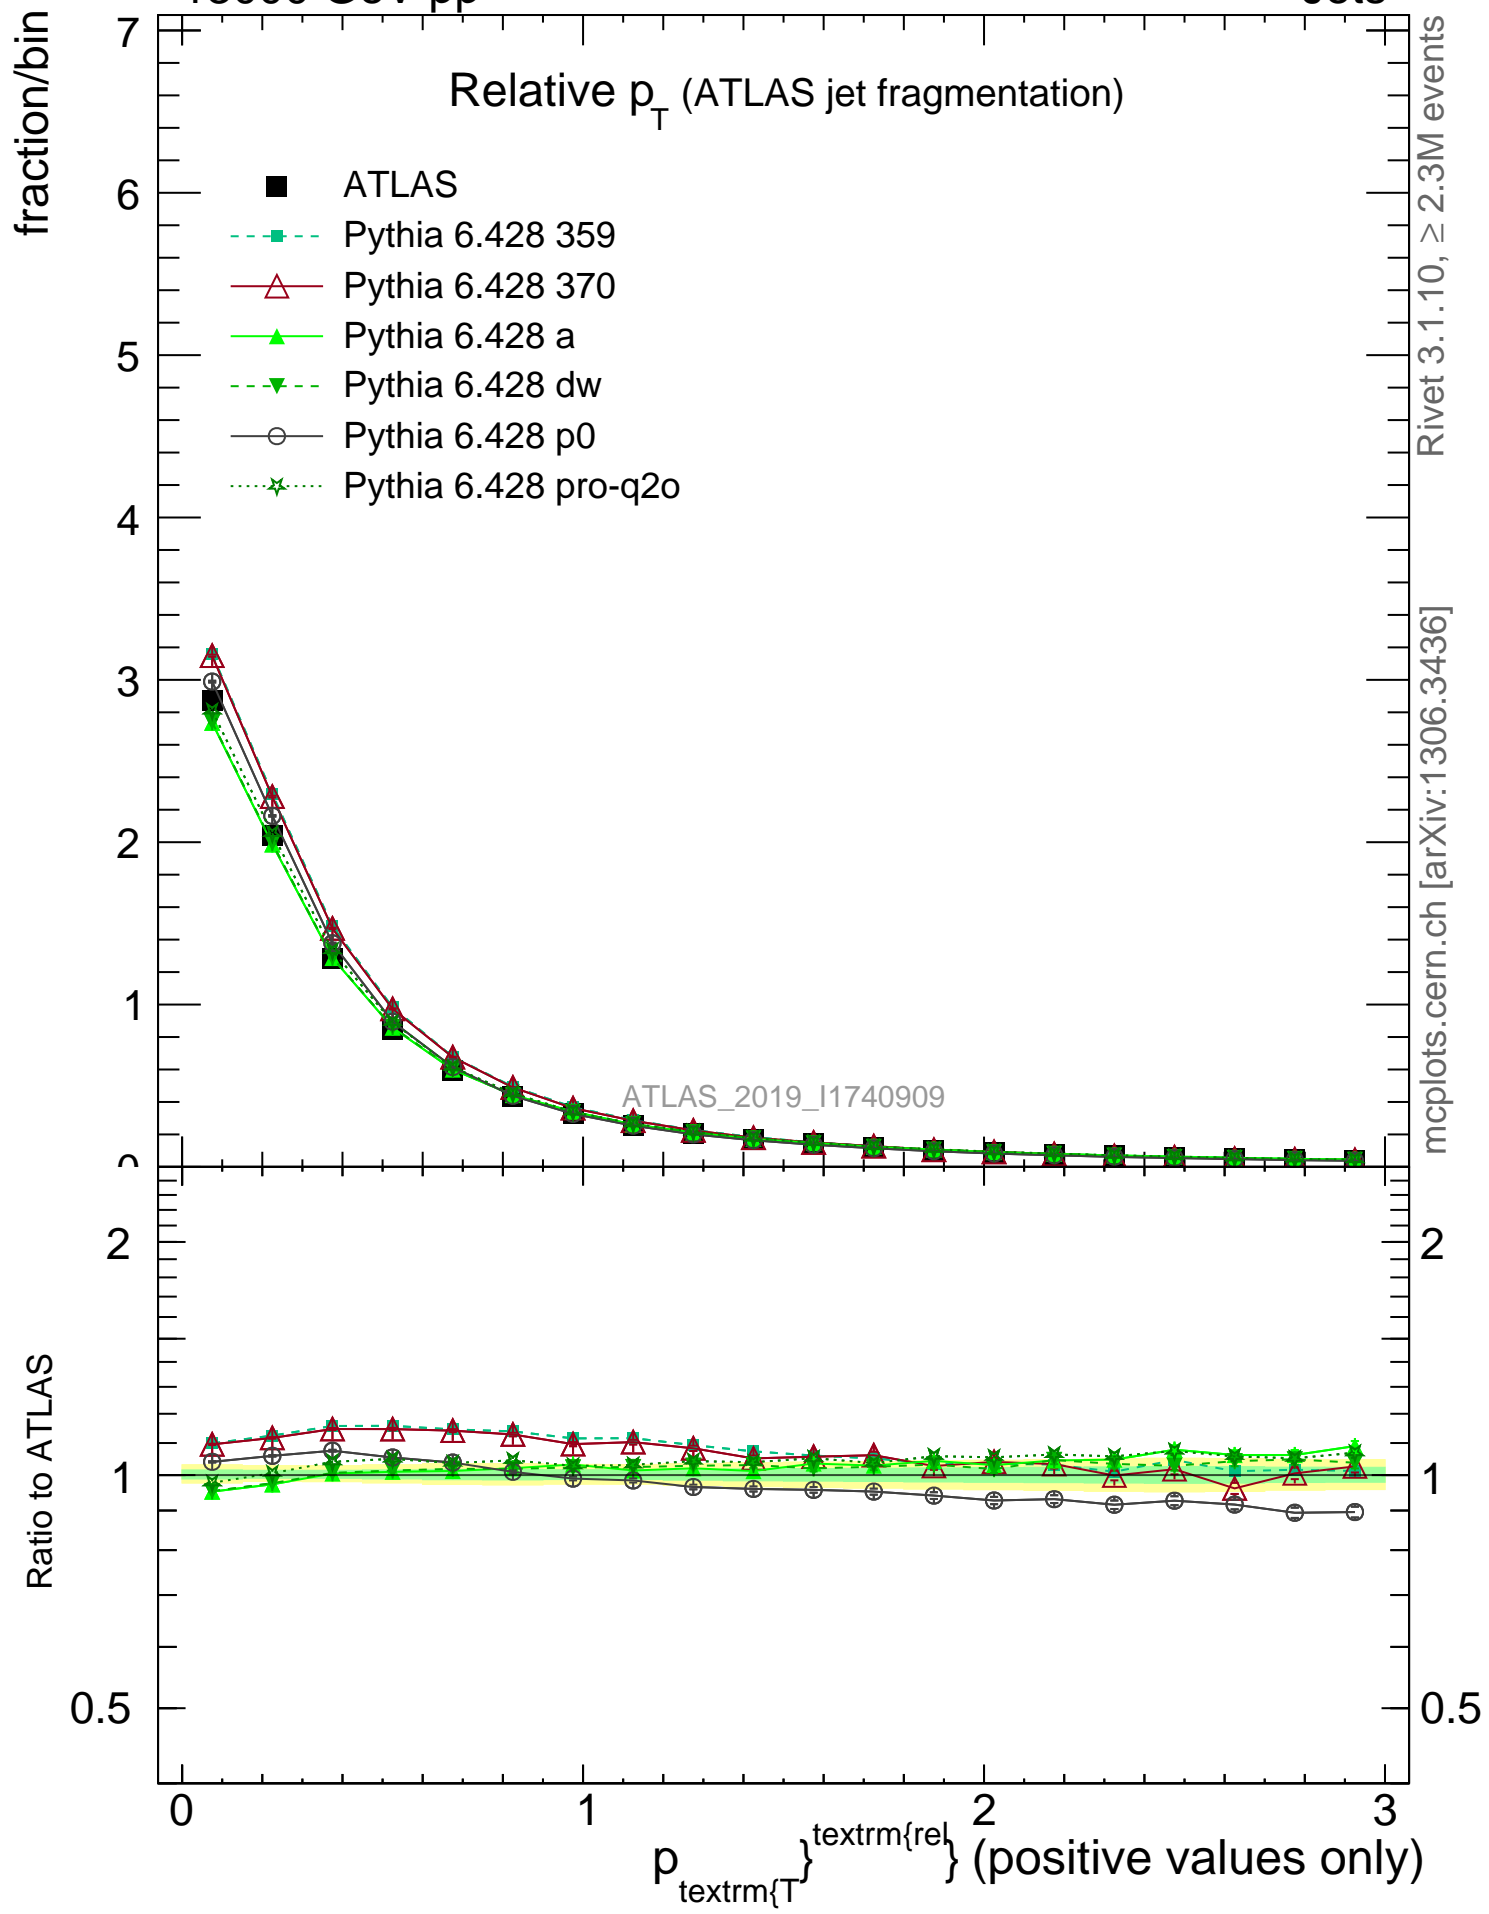 fraction/bin
7
Relative pT (ATLAS jet fragmentation)
6
5
4
3
2
1
ATLAS
Pythia 6.428 359
Pythia 6.428 370
Pythia 6.428 a
Pythia 6.428 dw
Pythia 6.428 p0
Pythia 6.428 pro-q2o
ATLAS_2019_I1740909
Rivet 3.1.10, ≥ 2.3M events
mcplots.cern.ch [arXiv:1306.3436]
Ratio to ATLAS
2
1
0.5
2
1
0.5
0 1 2 3
p textrm{T} textrm{rel} (positive values only)